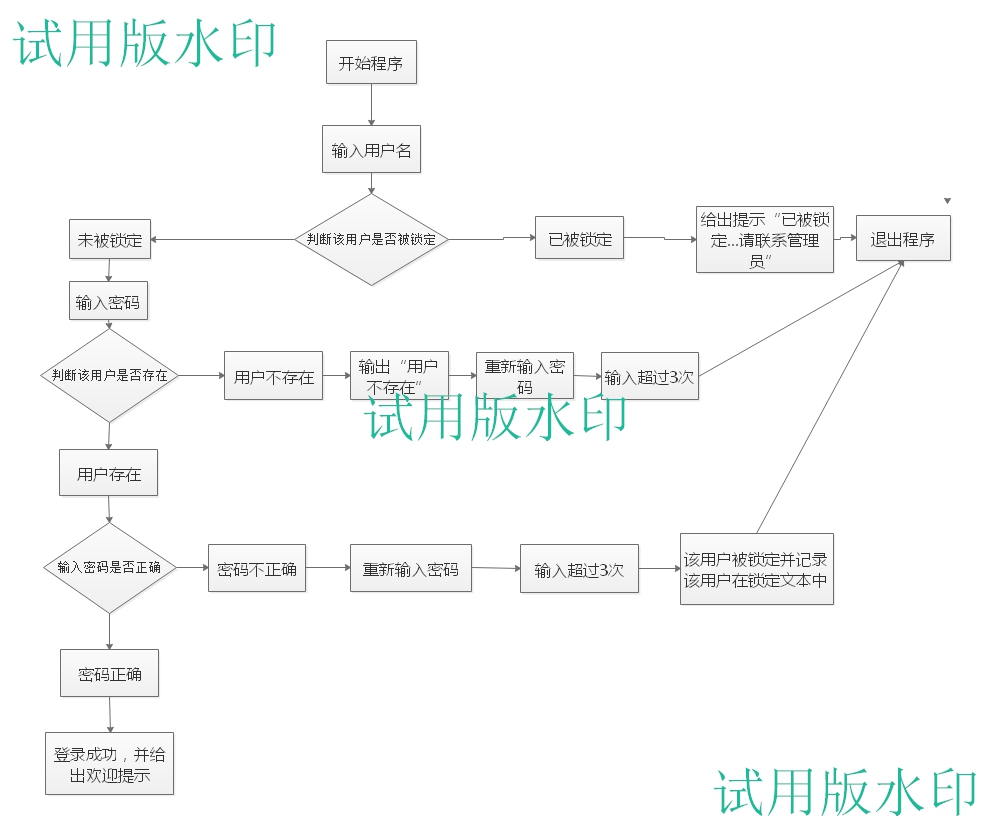 试用版水印
开始程序
输入用户名
未被锁定
判断该用户是否被锁定
已被锁定
给出提示“已被锁
定...请联系管理
员”
退出程序
输入密码
判断该用户是否存在
用户不存在
输出“用户
不存在”
重新输入密
码
输入超过3次
试用版水印
用户存在
输入密码是否正确
密码不正确
重新输入密码
输入超过3次
该用户被锁定并记录
该用户在锁定文本中
密码正确
登录成功，并给
出欢迎提示
试用版水印